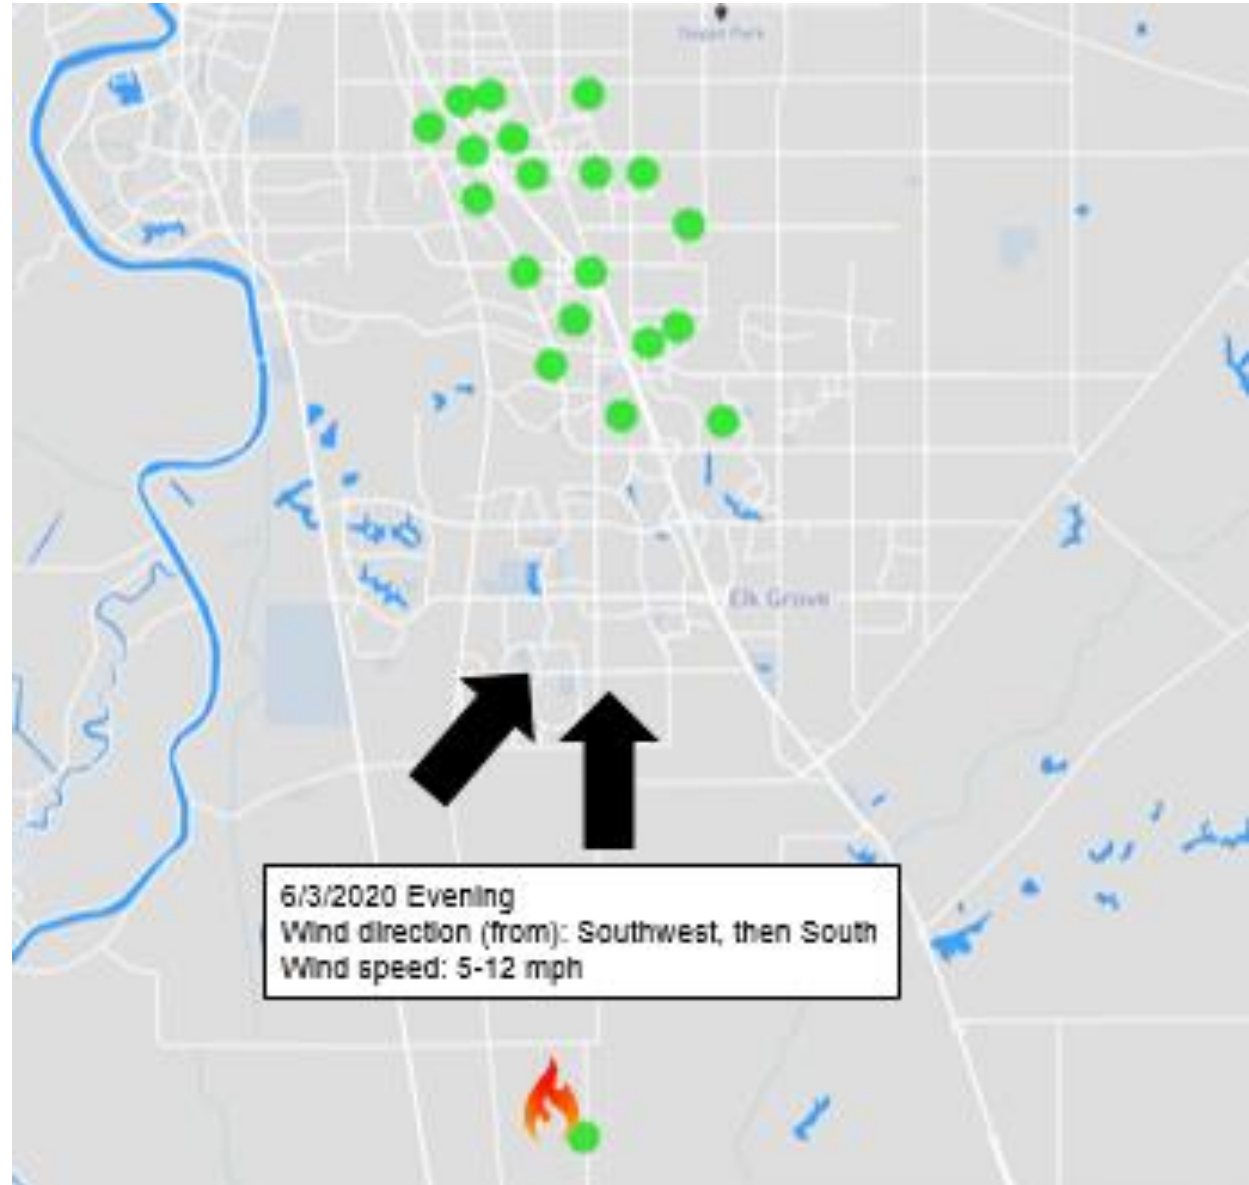 Elk Grove
6/3/2020 Evening
Wind direction (from): Southwest, then South
Wind speed: 5-12 mph